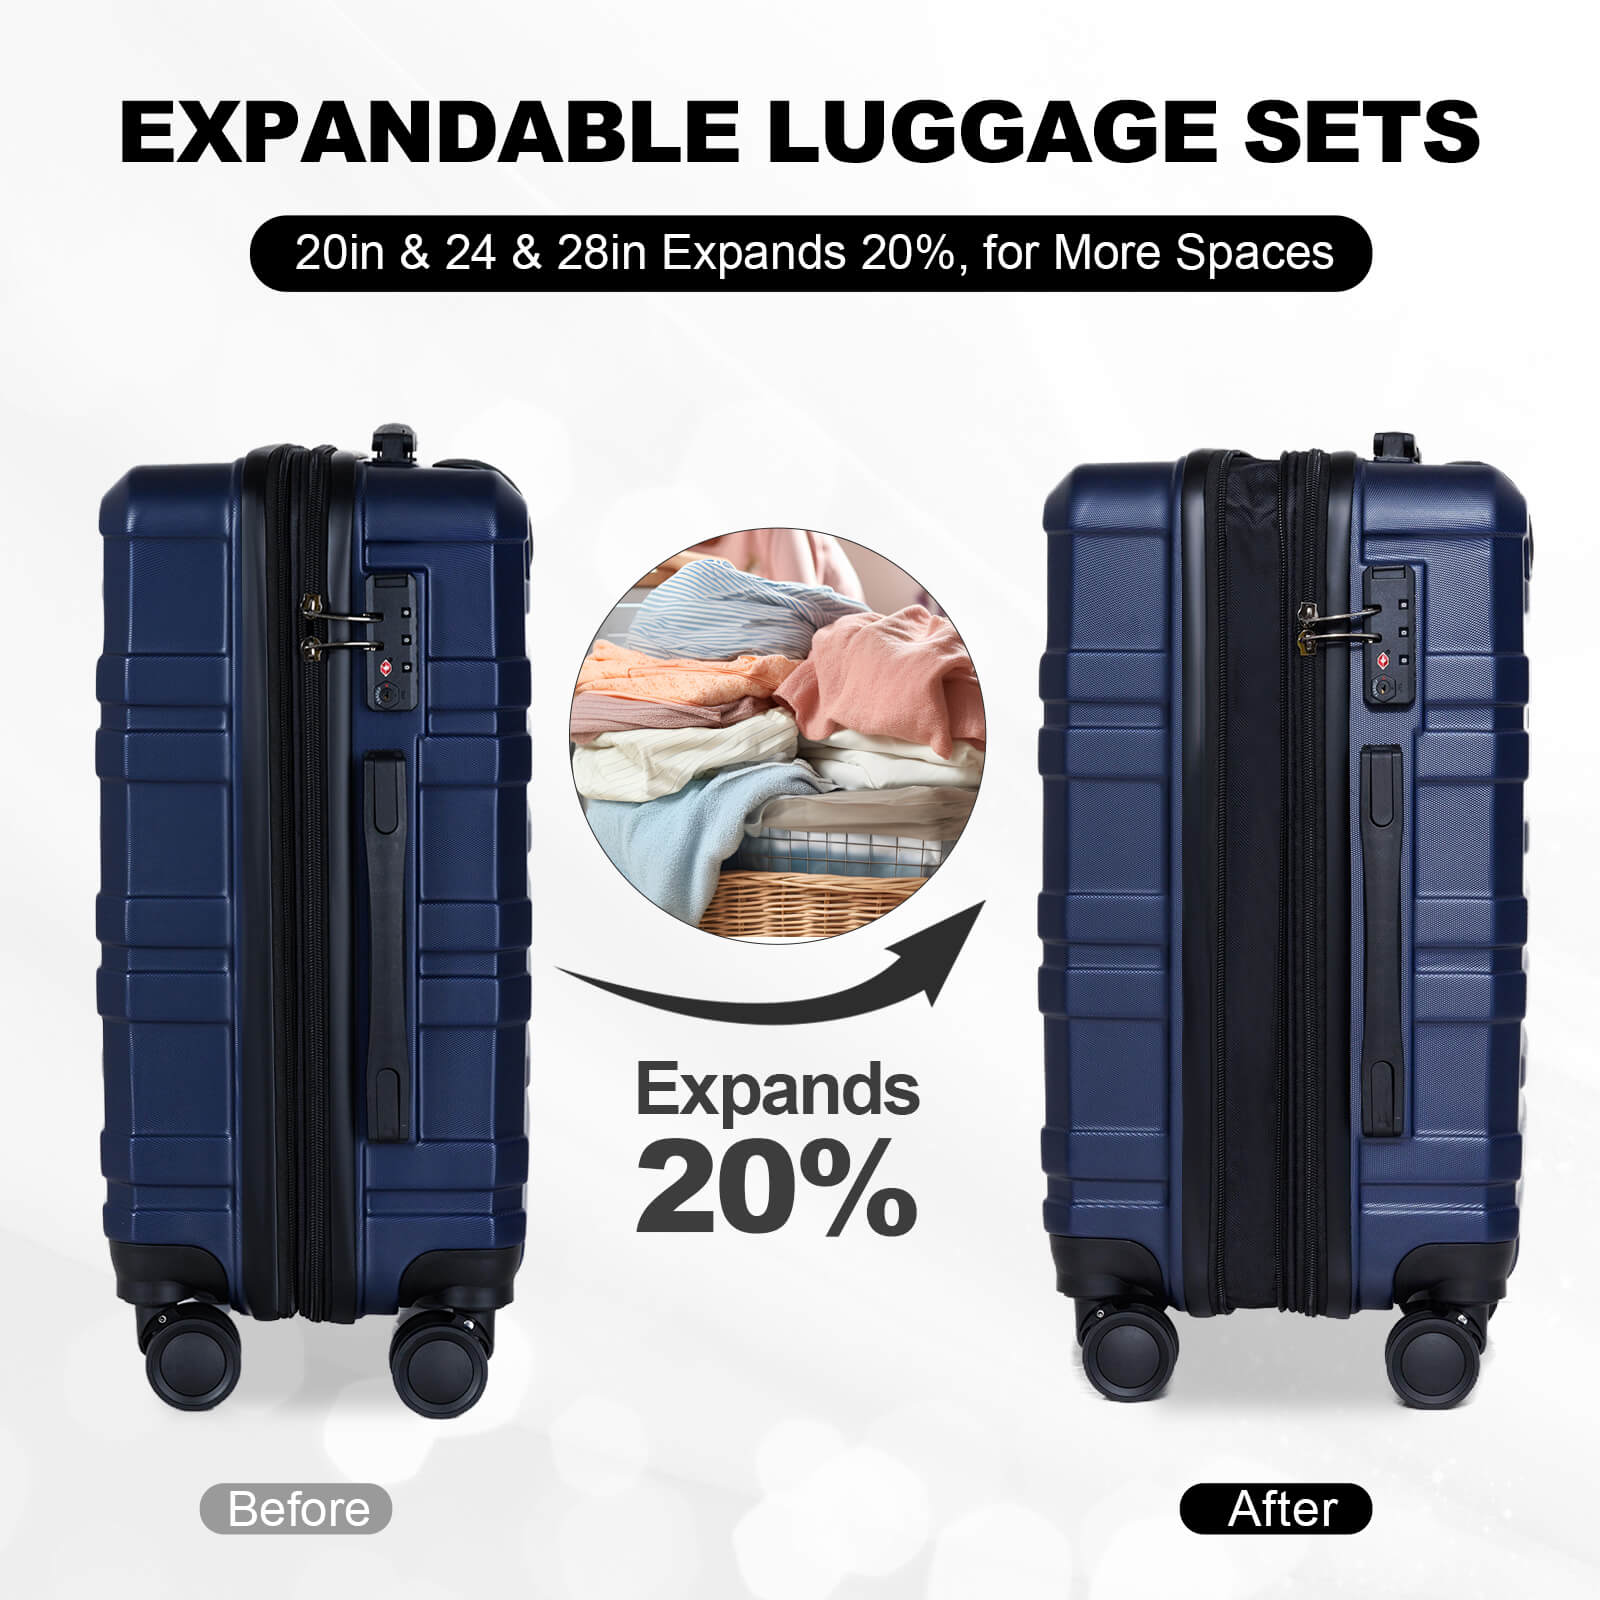 EXPANDABLE LUGGAGE SETS
20in & 24 & 28in Expands 20%, for More Spaces
Expands
20%
Before
After